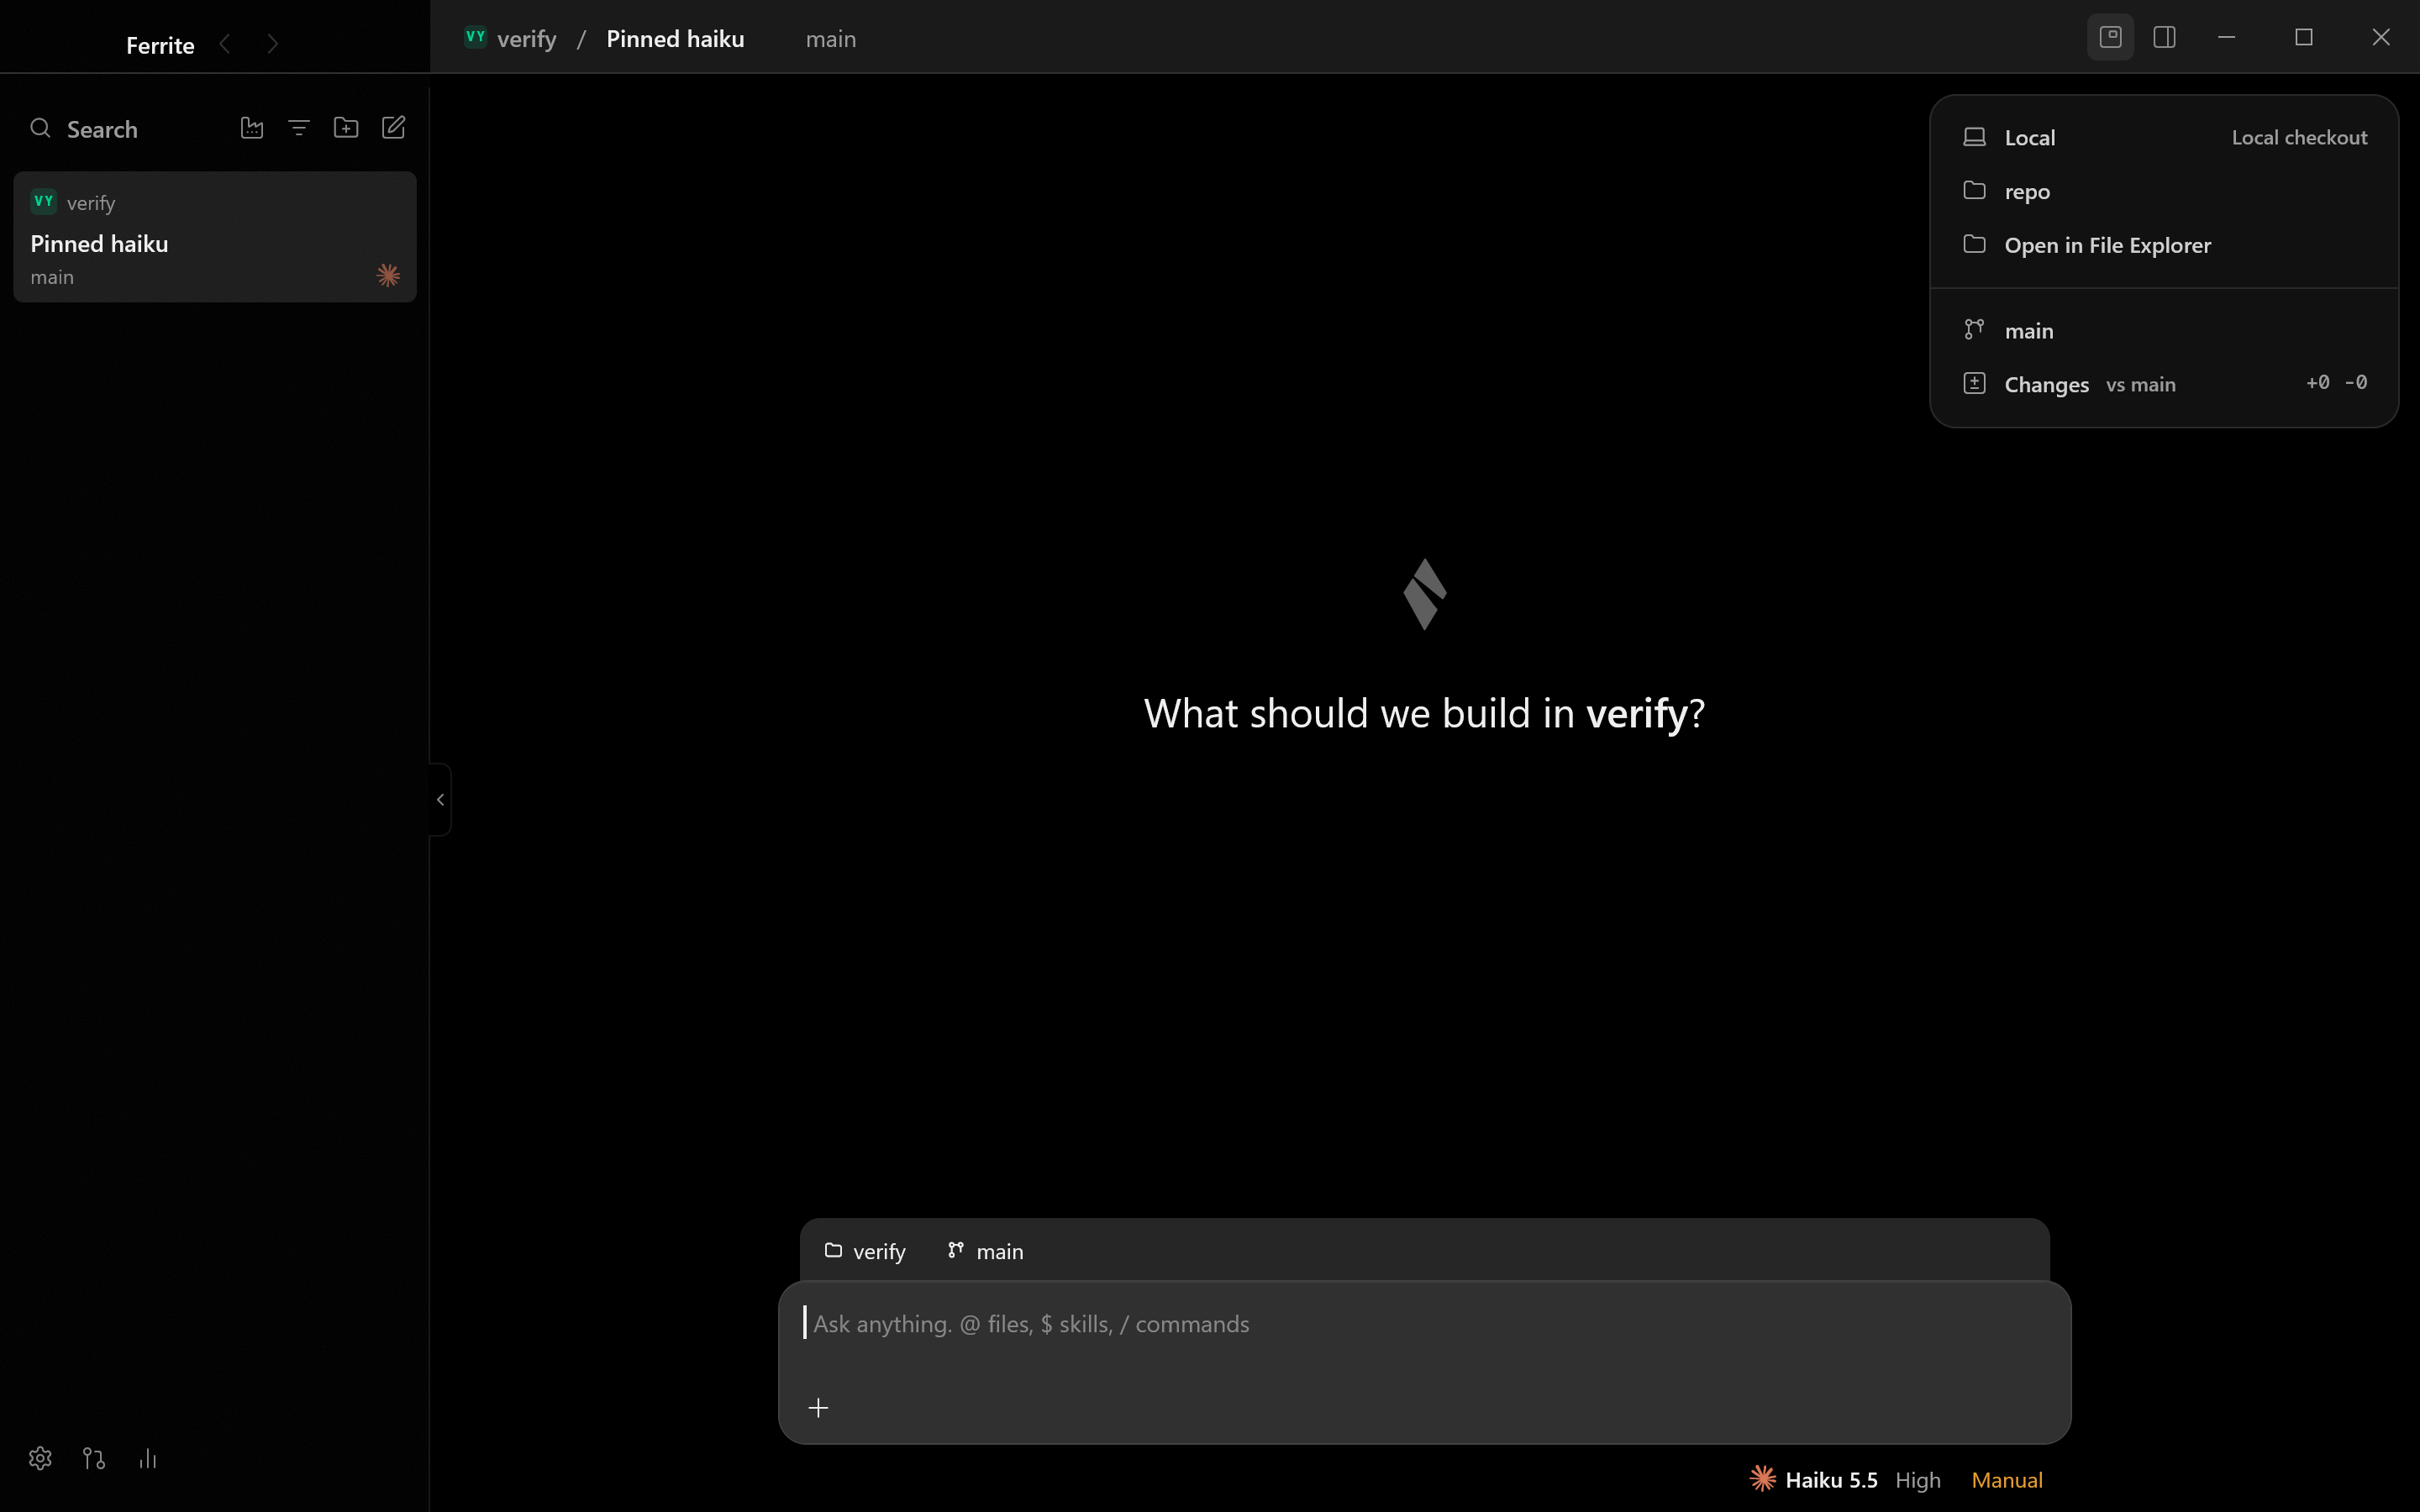 Ferrite
VY verify / Pinned haiku main
Search
VY verify
Pinned haiku
main
Local Local checkout
repo
Open in File Explorer
main
Changes vs main +0 -0
What should we build in verify?
verify main
Ask anything. @ files, $ skills, / commands
Haiku 5.5 High Manual